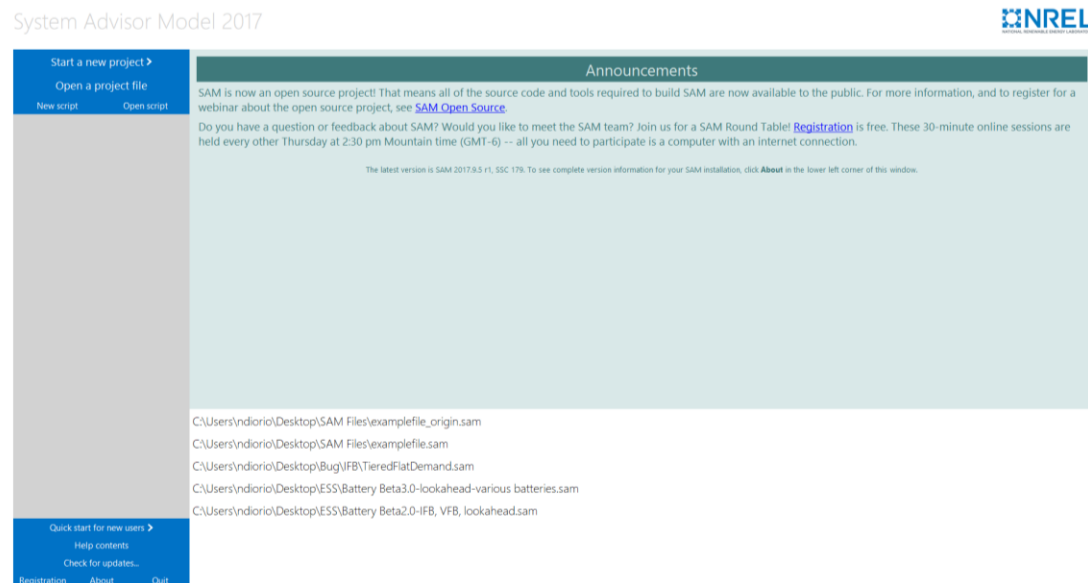 System Advisor Model 2017
NREL
NATIONAL RENEWABLE ENERGY LABORATORY
Start a new project >
Open a project file
New script
Open script
Announcements
SAM is now an open source project! That means all of the source code and tools required to build SAM are now available to the public. For more information, and to register for a
webinar about the open source project, see SAM Open Source.
Do you have a question or feedback about SAM? Would you like to meet the SAM team? Join us for a SAM Round Table! Registration is free. These 30-minute online sessions are
held every other Thursday at 2:30 pm Mountain time (GMT-6) -- all you need to participate is a computer with an internet connection.
The latest version is SAM 2017.9.5 r1, SSC 179. To see complete version information for your SAM installation, click About in the lower left corner of this window.
C:\Users\ndiorio\Desktop\SAM Files\examplefile_origin.sam
C:\Users\ndiorio\Desktop\SAM Files\examplefile.sam
C:\Users\ndiorio\Desktop\Bug\IFB\TieredFlatDemand.sam
C:\Users\ndiorio\Desktop\ESS\Battery Beta3.0-lookahead-various batteries.sam
C:\Users\ndiorio\Desktop\ESS\Battery Beta2.0-IFB, VFB, lookahead.sam
Quick start for new users >
Help contents
Check for updates...
Registration
About
Quit